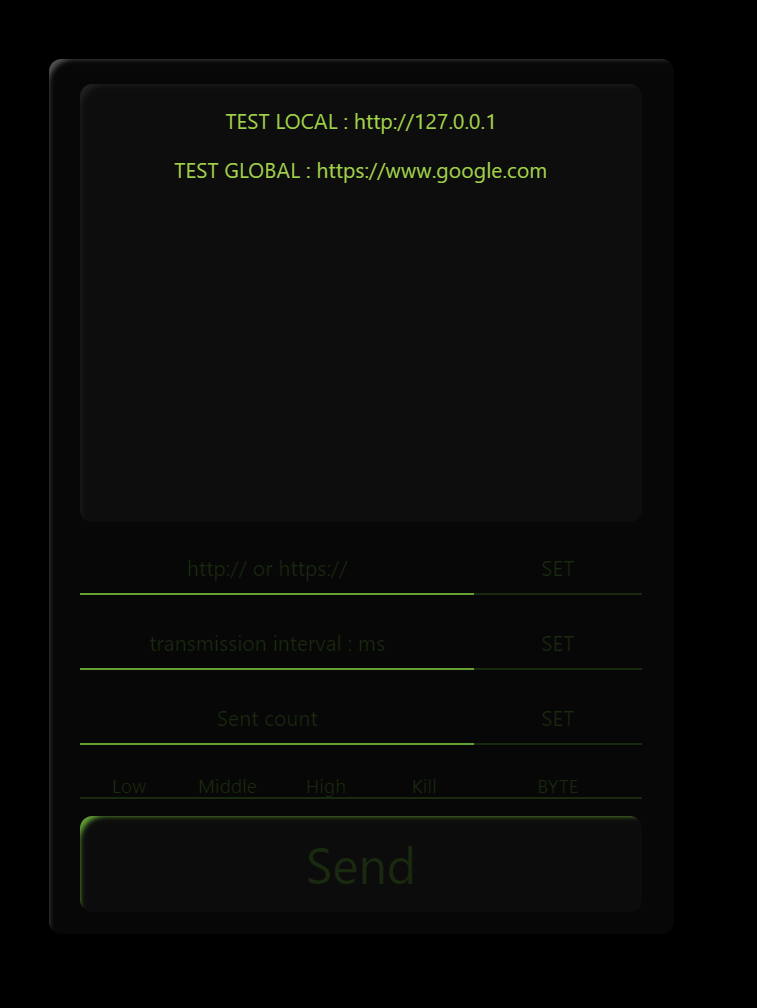 TEST LOCAL : http://127.0.0.1
TEST GLOBAL : https://www.google.com
http:// or https:// SET
transmission interval : ms SET
Sent count SET
Low Middle High Kill BYTE
Send